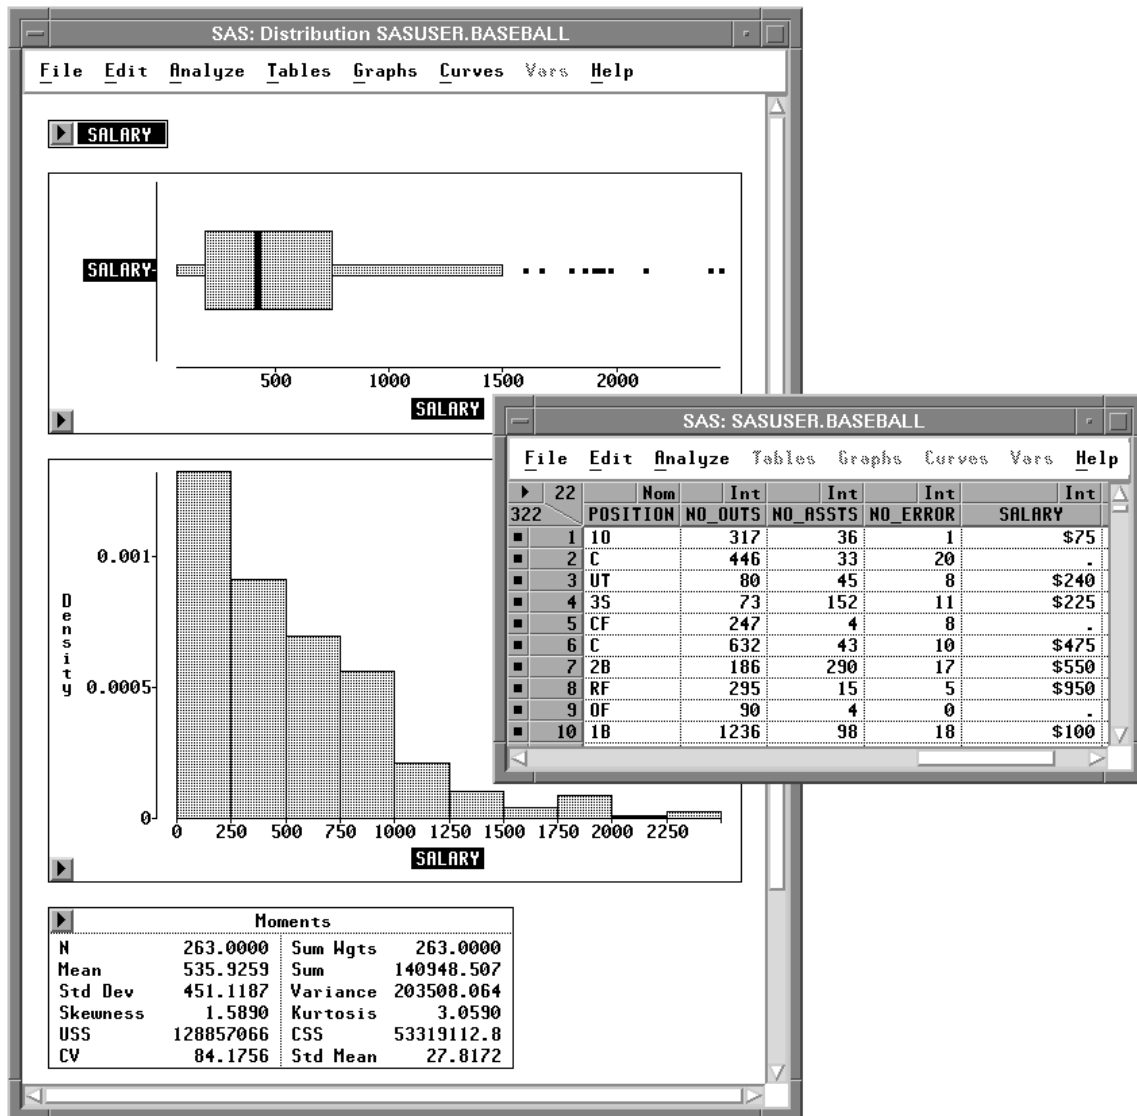 SAS: Distribution SASUSER.BASEBALL
File Edit Analyze Tables Graphs Curves Vars Help
SALARY
SALARY
500 1000 1500 2000
SALARY
Density
0.001
0.0005
0
0 250 500 750 1000 1250 1500 1750 2000 2250
SALARY
Moments
N 263.0000 Sum Wgts 263.0000
Mean 535.9259 Sum 140948.507
Std Dev 451.1187 Variance 203508.064
Skewness 1.5890 Kurtosis 3.0590
USS 128857066 CSS 53319112.8
CV 84.1756 Std Mean 27.8172
SAS: SASUSER.BASEBALL
File Edit Analyze Tables Graphs Curves Vars Help
22 Nom Int Int Int Int
322 POSITION NO_OUTS NO_ASSTS NO_ERROR SALARY
1 1O 317 36 1 $75
2 C 446 33 20 .
3 UT 80 45 8 $240
4 3S 73 152 11 $225
5 CF 247 4 8 .
6 C 632 43 10 $475
7 2B 186 290 17 $550
8 RF 295 15 5 $950
9 OF 90 4 0 .
10 1B 1236 98 18 $100